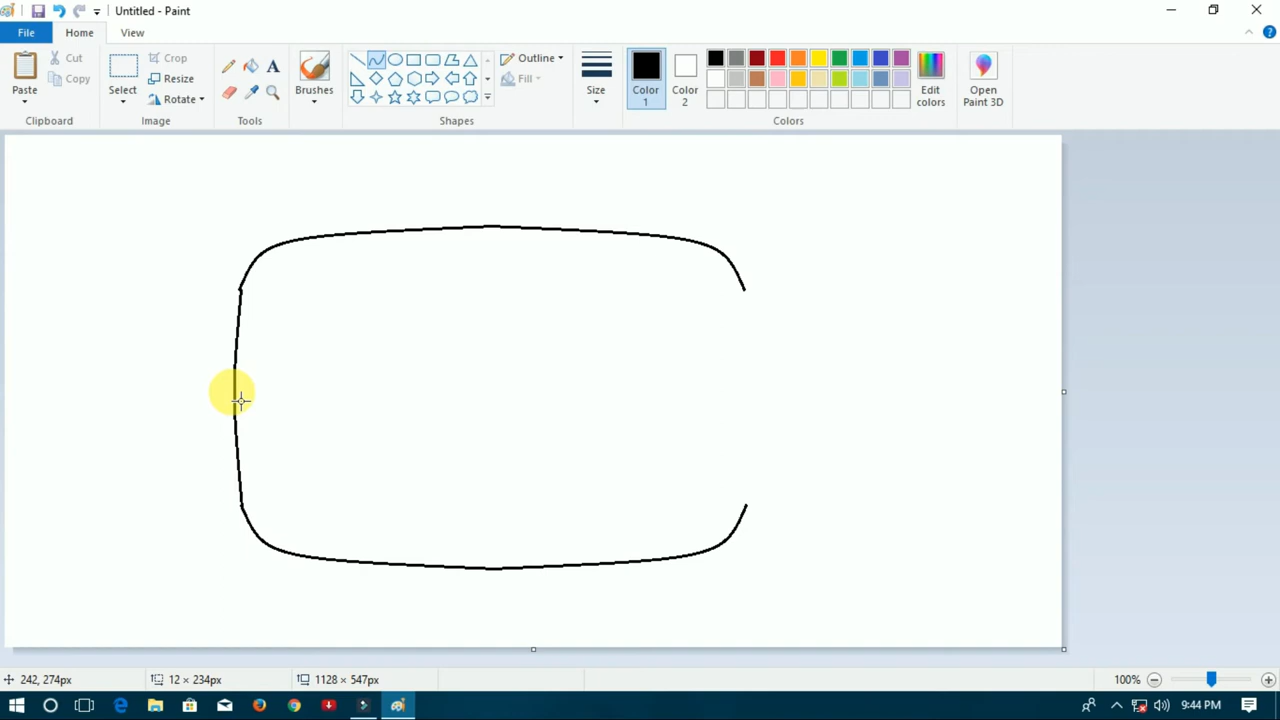 Untitled - Paint
File Home View
Paste
Cut
Copy
Clipboard
Select
Crop
Resize
Rotate
Image
A
Tools
Brushes
Outline
Fill
Shapes
Size
Color 1
Color 2
Edit colors
Colors
Open Paint 3D
242, 274px 12 × 234px 1128 × 547px 100%
9:44 PM